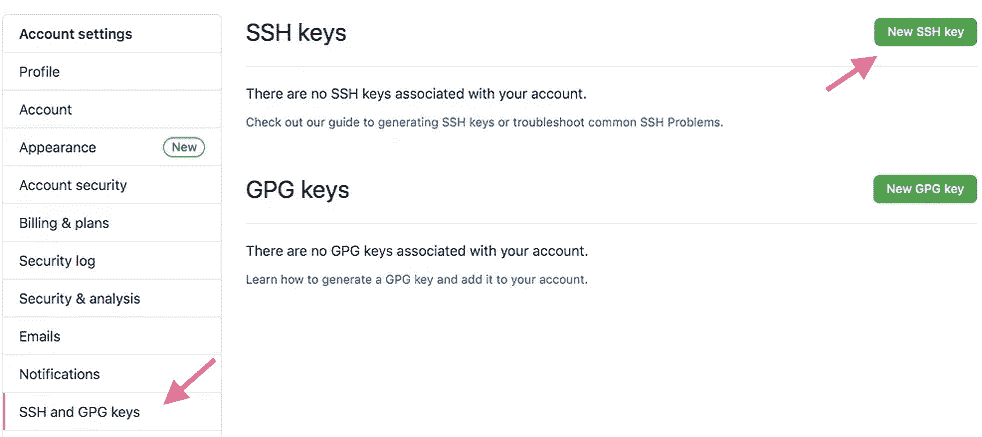 Account settings
Profile
Account
Appearance New
Account security
Billing & plans
Security log
Security & analysis
Emails
Notifications
SSH and GPG keys
SSH keys
New SSH key
There are no SSH keys associated with your account.
Check out our guide to generating SSH keys or troubleshoot common SSH Problems.
GPG keys
New GPG key
There are no GPG keys associated with your account.
Learn how to generate a GPG key and add it to your account.